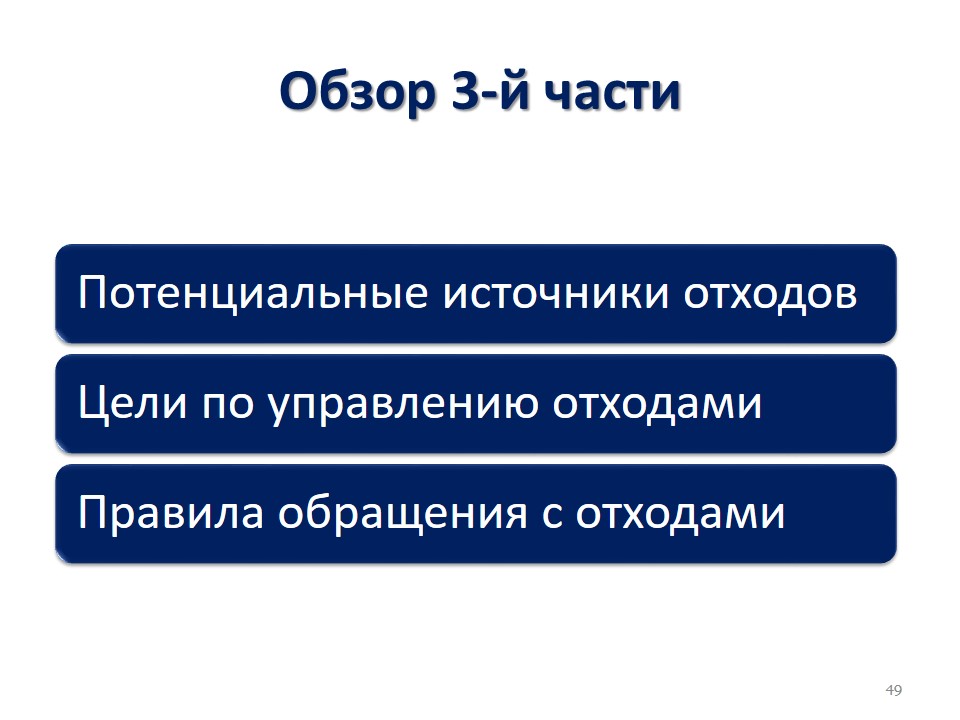 Обзор 3-й части
Потенциальные источники отходов
Цели по управлению отходами
Правила обращения с отходами
49